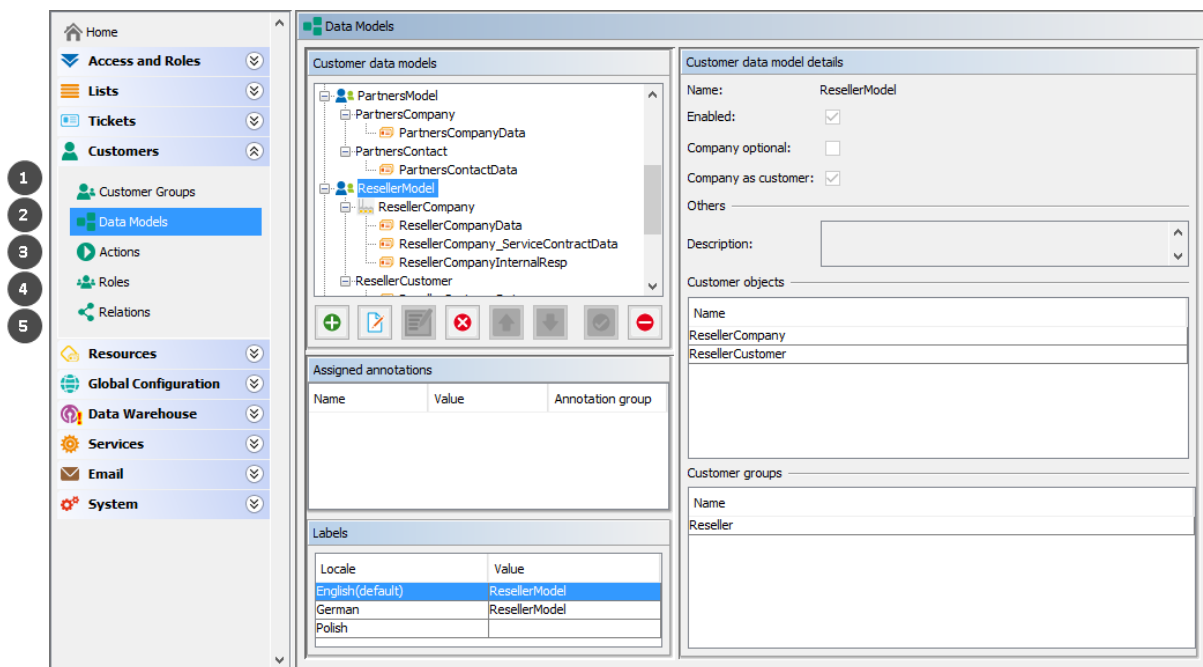 Home
Access and Roles
Lists
Tickets
Customers
1
Customer Groups
2
Data Models
3
Actions
4
Roles
5
Relations
Resources
Global Configuration
Data Warehouse
Services
Email
System
Data Models
Customer data models
PartnersModel
PartnersCompany
PartnersCompanyData
PartnersContact
PartnersContactData
ResellerModel
ResellerCompany
ResellerCompanyData
ResellerCompany_ServiceContractData
ResellerCompanyInternalResp
ResellerCustomer
Assigned annotations
Name Value Annotation group
Labels
Locale Value
English(default) ResellerModel
German ResellerModel
Polish
Customer data model details
Name: ResellerModel
Enabled:
Company optional:
Company as customer:
Others
Description:
Customer objects
Name
ResellerCompany
ResellerCustomer
Customer groups
Name
Reseller